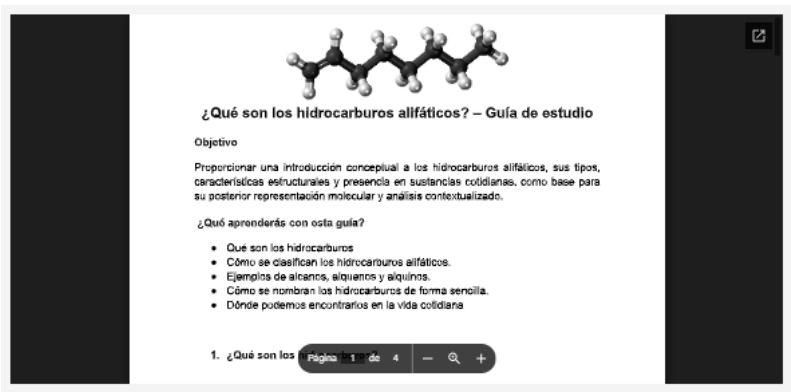 ¿Qué son los hidrocarburos alifáticos? – Guía de estudio
Objetivo
Proporcionar una introducción conceptual a los hidrocarburos alifáticos, sus tipos,
características estructurales y presencia en sustancias cotidianas, como base para
su posterior representación molecular y análisis contextualizado.
¿Qué aprenderás con esta guía?
• Qué son los hidrocarburos
• Cómo se clasifican los hidrocarburos alifáticos.
• Ejemplos de alcanos, alquenos y alquinos.
• Cómo se nombran los hidrocarburos de forma sencilla.
• Dónde podemos encontrarlos en la vida cotidiana
1. ¿Qué son los
Página 1 de 4